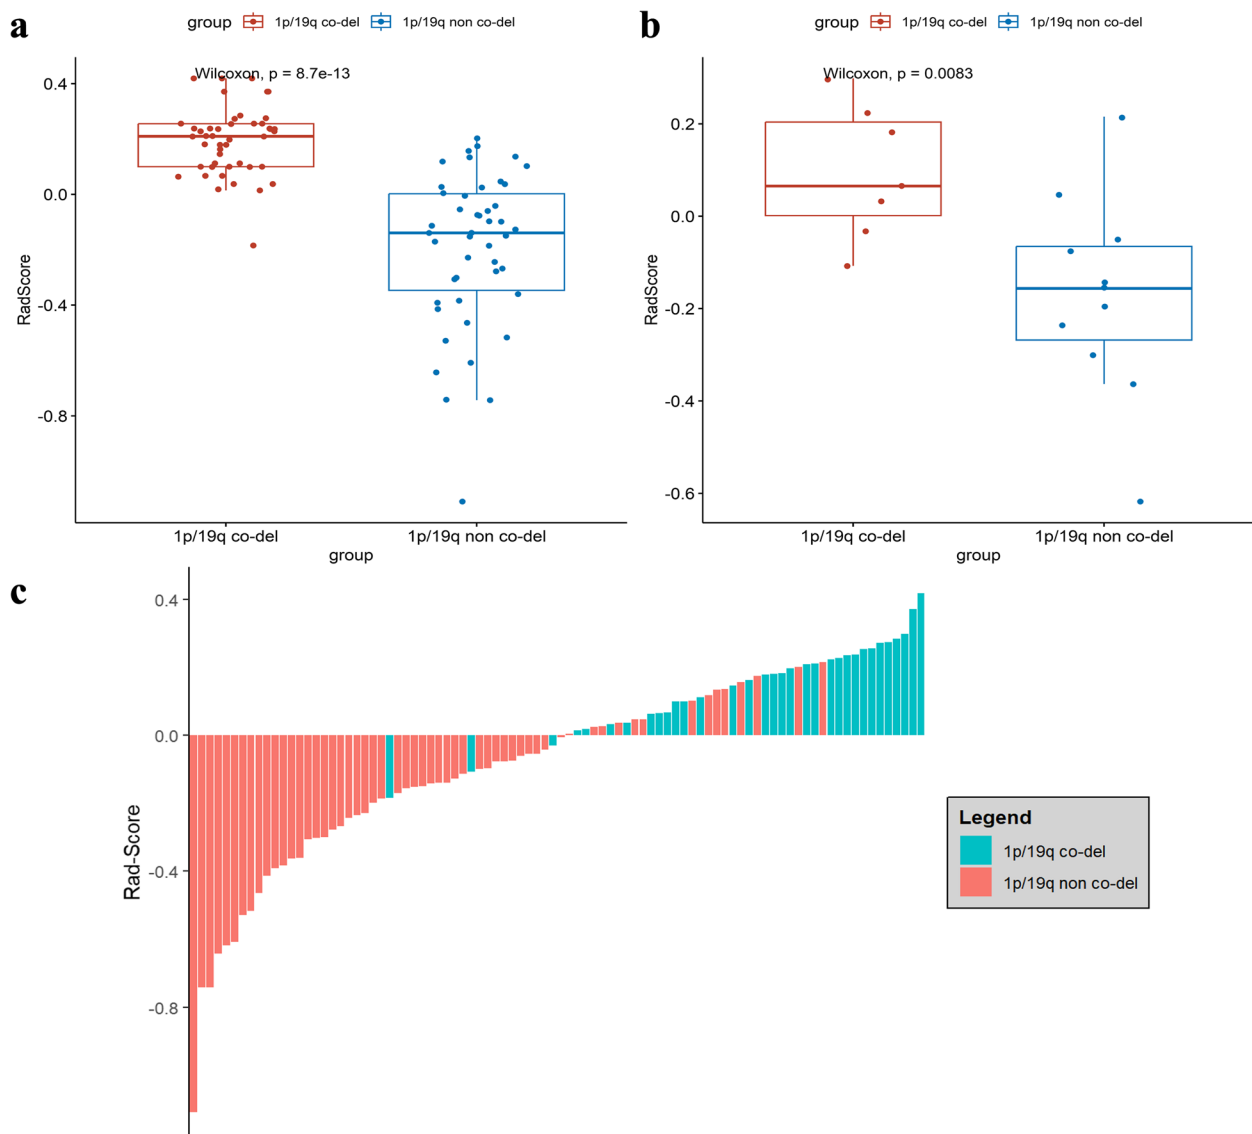 a
group 1p/19q co-del 1p/19q non co-del
Wilcoxon, p = 8.7e-13
0.4
0.0
-0.4
-0.8
RadScore
1p/19q co-del 1p/19q non co-del
group
b
group 1p/19q co-del 1p/19q non co-del
Wilcoxon, p = 0.0083
0.2
0.0
-0.2
-0.4
-0.6
RadScore
1p/19q co-del 1p/19q non co-del
group
c
0.4
0.0
-0.4
-0.8
Rad-Score
Legend
1p/19q co-del
1p/19q non co-del